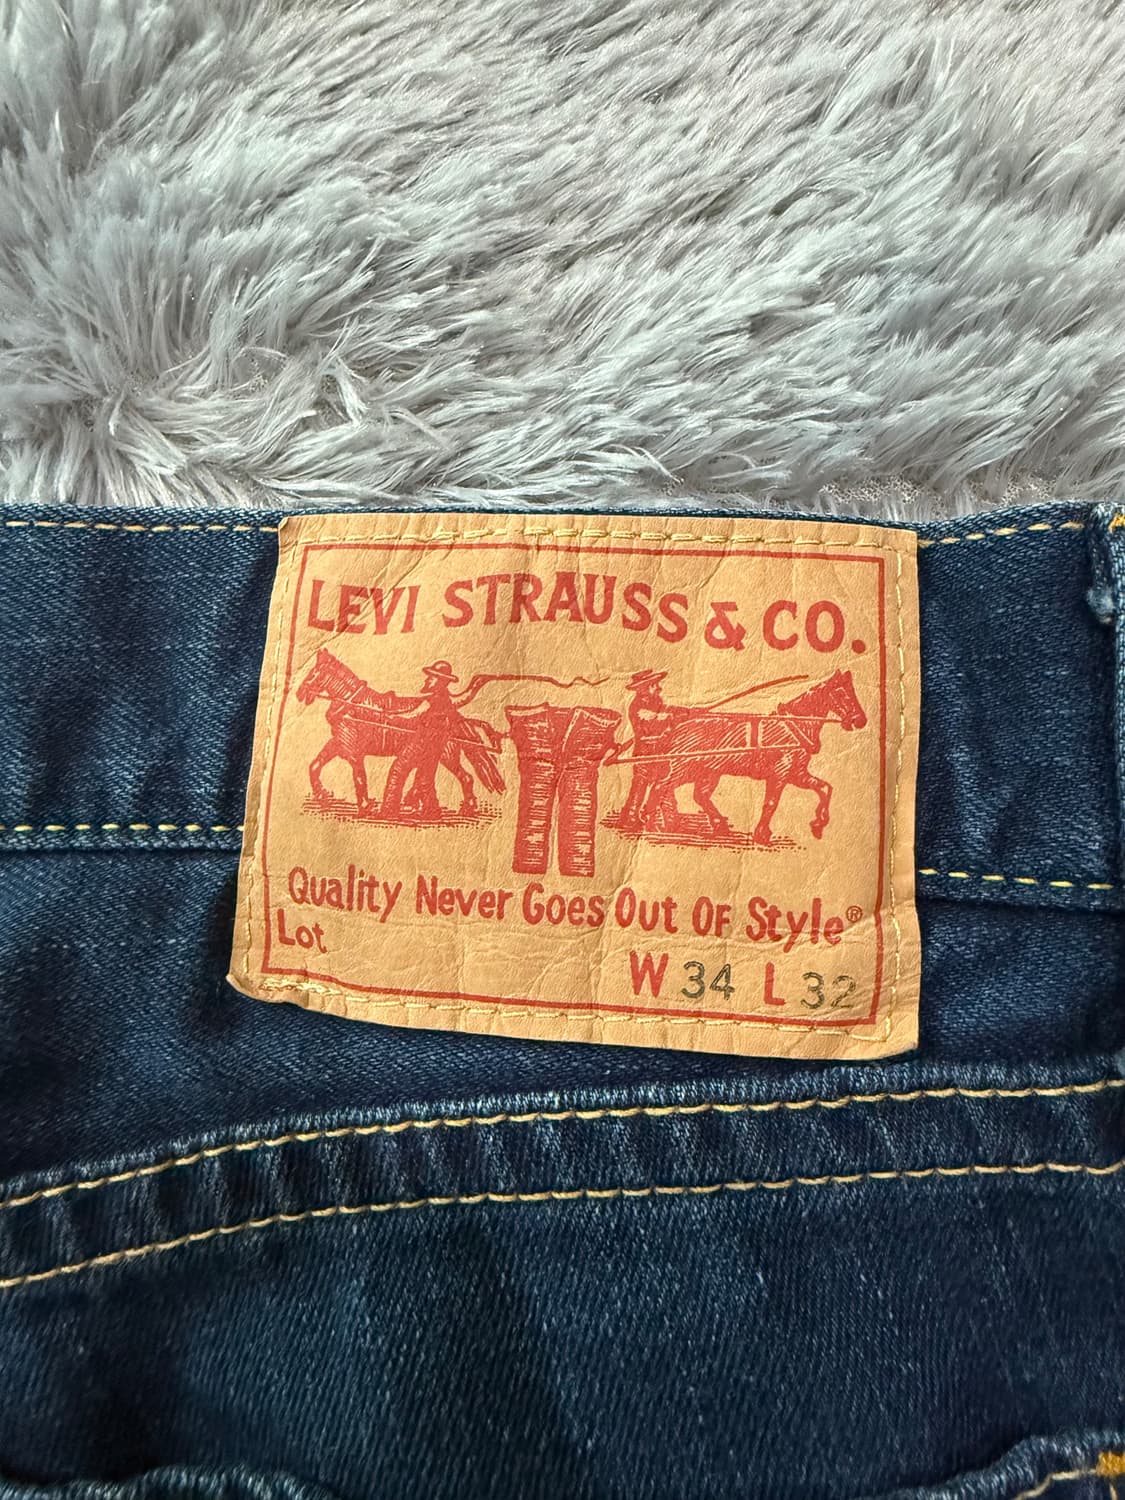 LEVI STRAUSS & CO.
Quality Never Goes Out Of Style®
Lot
W 34 L 32